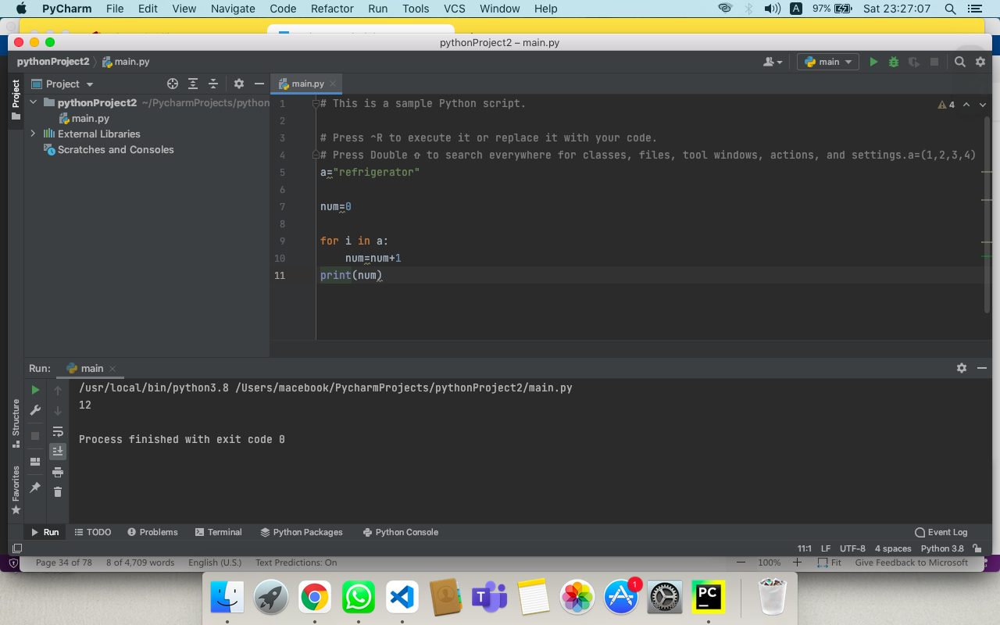 PyCharm File Edit View Navigate Code Refactor Run Tools VCS Window Help A 97% Sat 23:27:07
pythonProject2 – main.py
pythonProject2 main.py main
Project main.py
Project
pythonProject2 ~/PycharmProjects/python
main.py
External Libraries
Scratches and Consoles
4
1 # This is a sample Python script.
2
3 # Press ^R to execute it or replace it with your code.
4 # Press Double ⇧ to search everywhere for classes, files, tool windows, actions, and settings.a=(1,2,3,4)
5 a="refrigerator"
6
7 num=0
8
9 for i in a:
10 num=num+1
11 print(num)
Run: main
/usr/local/bin/python3.8 /Users/macebook/PycharmProjects/pythonProject2/main.py
12
Process finished with exit code 0
Structure
Favorites
Run TODO Problems Terminal Python Packages Python Console Event Log
11:1 LF UTF-8 4 spaces Python 3.8
Page 34 of 78 8 of 4,709 words English (U.S.) Text Predictions: On 100% Fit Give Feedback to Microsoft
T 1 PC